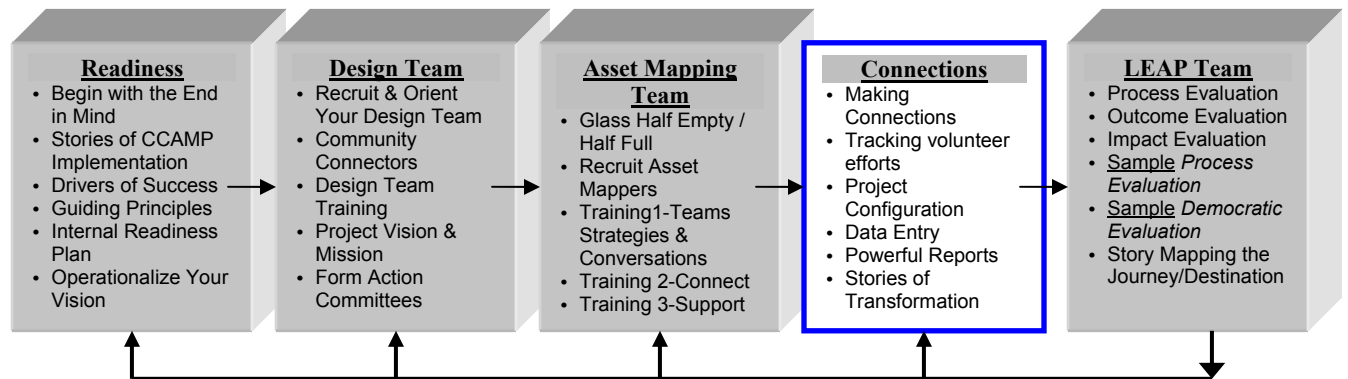 Readiness
• Begin with the End
in Mind
• Stories of CCAMP
Implementation
• Drivers of Success
• Guiding Principles
• Internal Readiness
Plan
• Operationalize Your
Vision
Design Team
• Recruit & Orient
Your Design Team
• Community
Connectors
• Design Team
Training
• Project Vision &
Mission
• Form Action
Committees
Asset Mapping
Team
• Glass Half Empty /
Half Full
• Recruit Asset
Mappers
• Training1-Teams
Strategies &
Conversations
• Training 2-Connect
• Training 3-Support
Connections
• Making
Connections
• Tracking volunteer
efforts
• Project
Configuration
• Data Entry
• Powerful Reports
• Stories of
Transformation
LEAP Team
• Process Evaluation
• Outcome Evaluation
• Impact Evaluation
• Sample Process
Evaluation
• Sample Democratic
Evaluation
• Story Mapping the
Journey/Destination